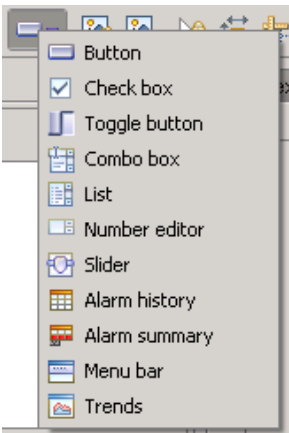 Button
Check box
Toggle button
Combo box
List
Number editor
Slider
Alarm history
Alarm summary
Menu bar
Trends